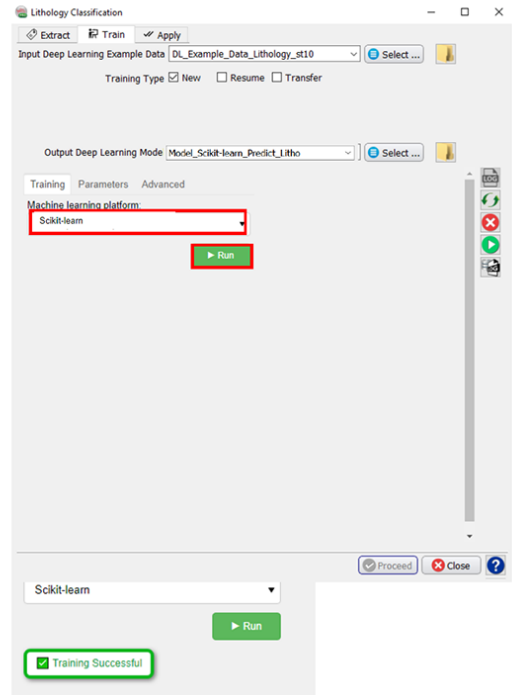 Lithology Classification
Extract Train Apply
Input Deep Learning Example Data DL_Example_Data_Lithology_st10 Select ...
Training Type New Resume Transfer
Output Deep Learning Mode Model_Scikit-learn_Predict_Litho Select ...
Training Parameters Advanced
LOG
Machine learning platform:
Scikit-learn
Run
Proceed Close ?
Scikit-learn
Run
Training Successful